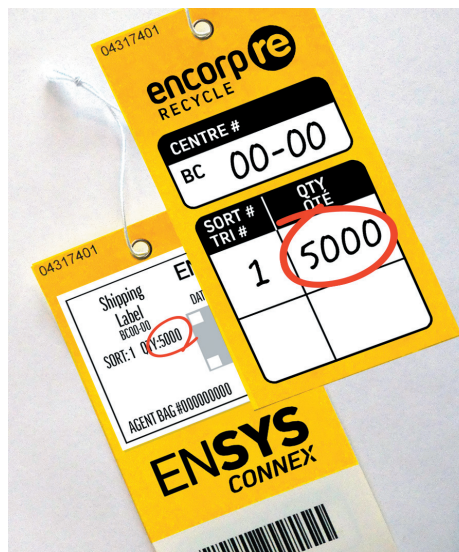 04317401
encorp re
RECYCLE
CENTRE #
BC 00-00
SORT # QTY
TRI # QTÉ
1 5000
04317401
Shipping
Label
BC00-00
SORT: 1 QTY:5000
AGENT BAG #000000000
ENSYS
CONNEX